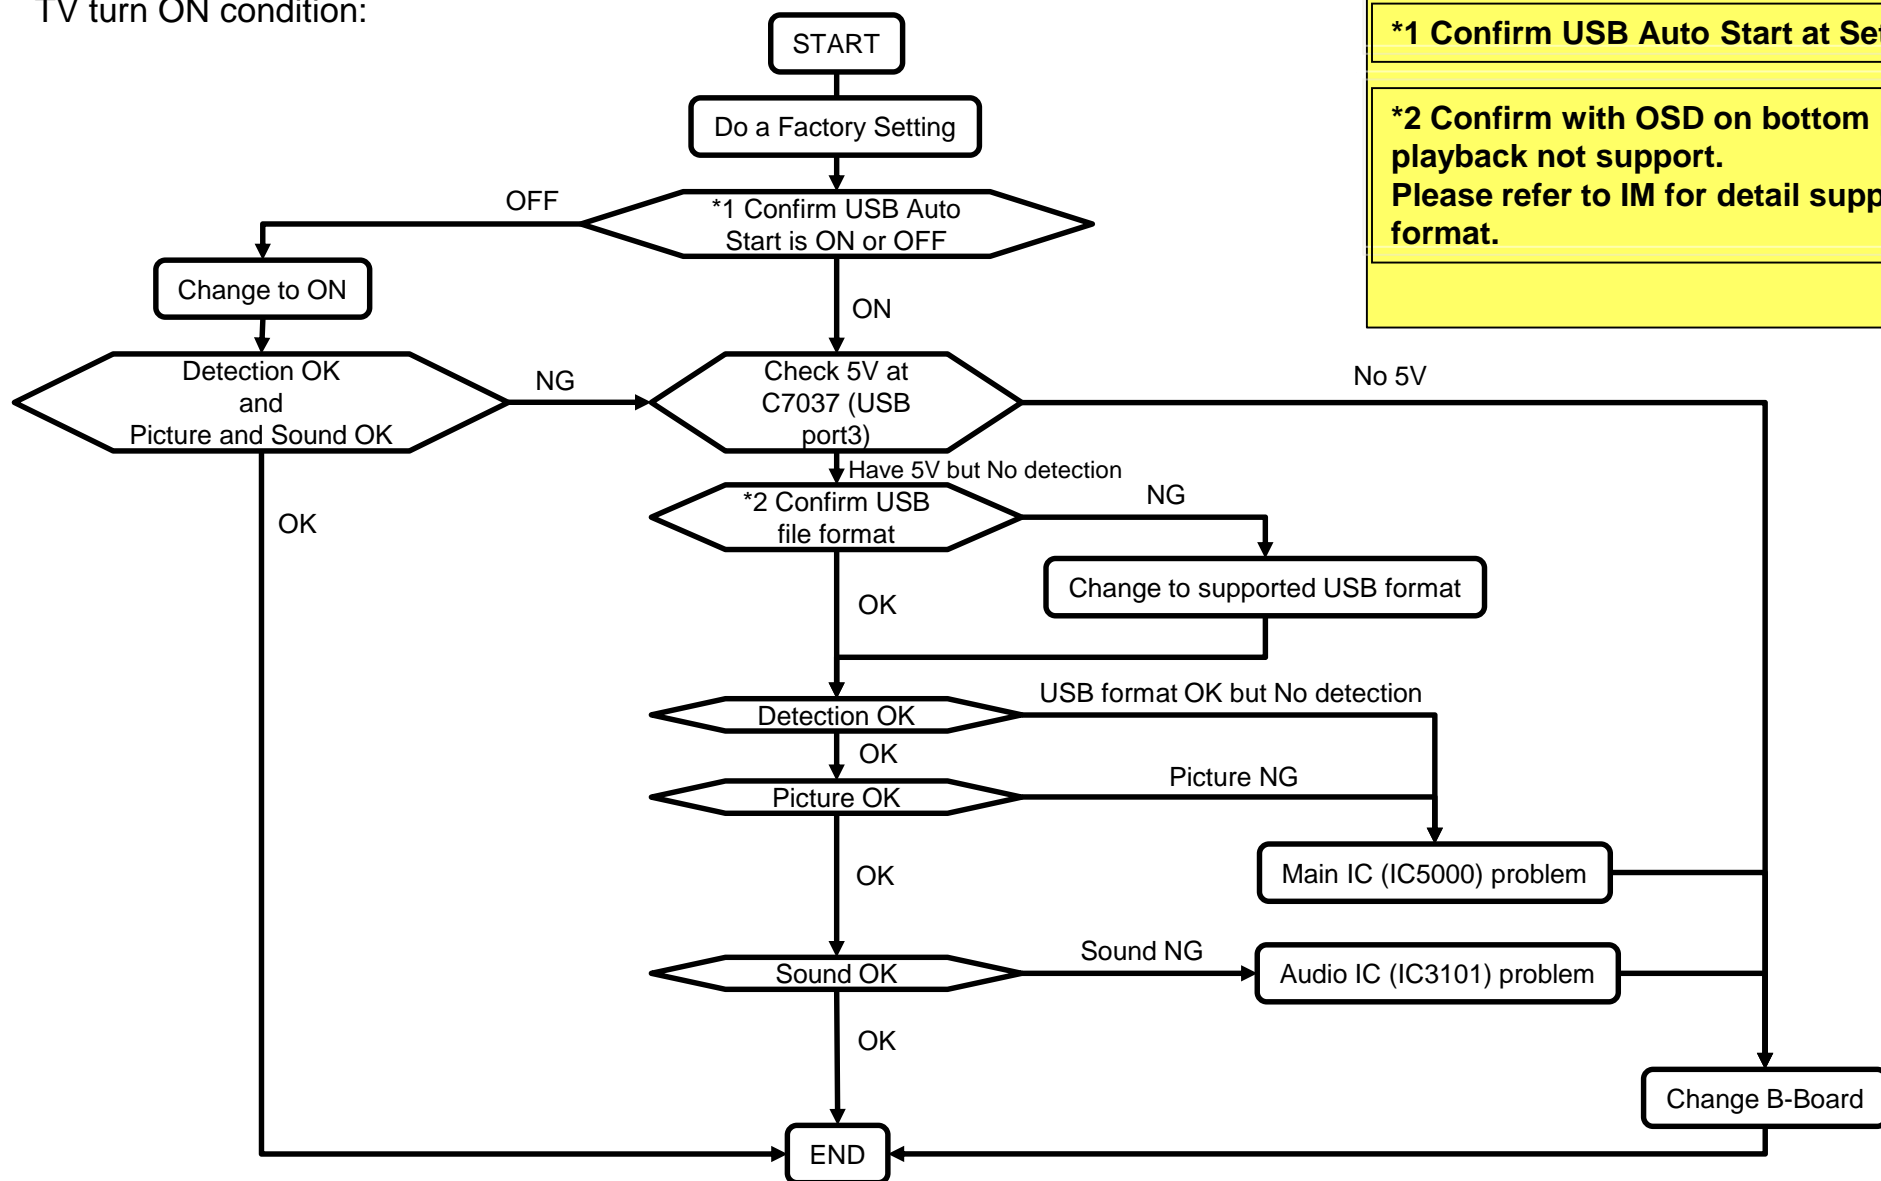 TV turn ON condition:
START
*1 Confirm USB Auto Start at
Do a Factory Setting
*2 Confirm with OSD on bottom
playback not support.
Please refer to IM for detail
format.
OFF
*1 Confirm USB Auto
Start is ON or OFF
Change to ON
ON
Detection OK
and
Picture and Sound OK
NG
Check 5V at
C7037 (USB
port3)
No 5V
Have 5V but No detection
*2 Confirm USB
file format
NG
OK
Change to supported USB format
OK
Detection OK
USB format OK but No detection
OK
Picture OK
Picture NG
OK
Main IC (IC5000) problem
Sound OK
Sound NG
Audio IC (IC3101) problem
OK
Change B-Board
END